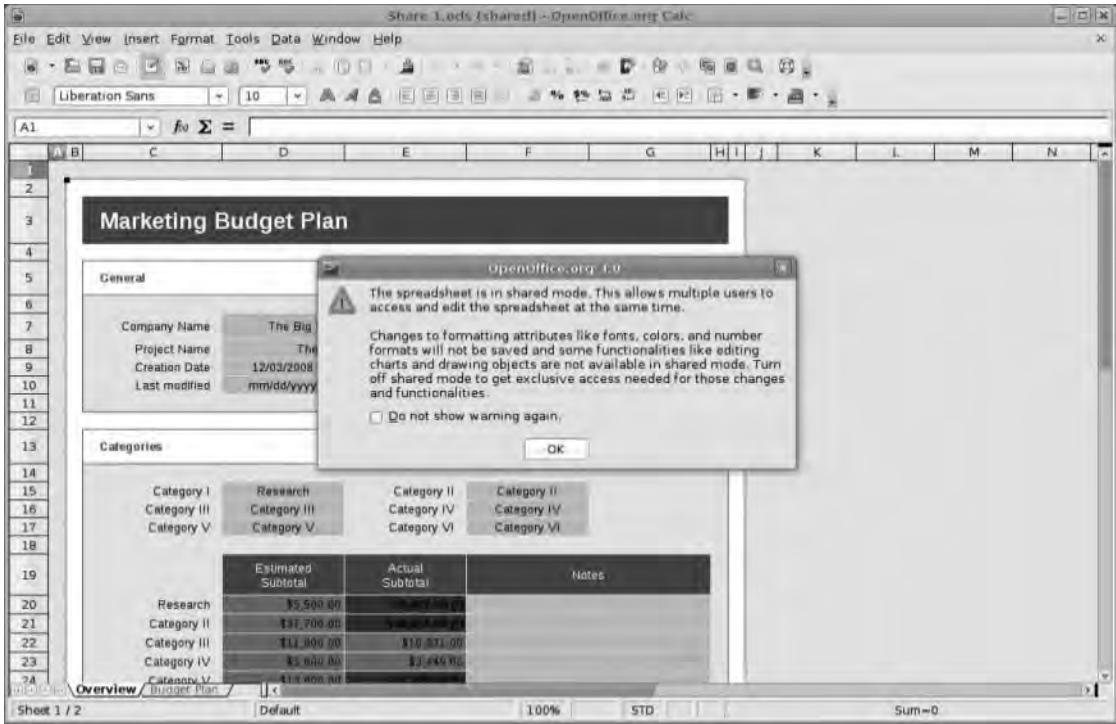 Share 1.ods (shared) - OpenOffice.org Calc
File Edit View Insert Format Tools Data Window Help
Liberation Sans 10
A1
A B C D E F G H I J K L M N
1
2
3 Marketing Budget Plan
4
5 General
6
7 Company Name The Big
8 Project Name The
9 Creation Date 12/03/2008
10 Last modified mm/dd/yyyy
11
12
OpenOffice.org
The spreadsheet is in shared mode. This allows multiple users to
access and edit the spreadsheet at the same time.
Changes to formatting attributes like fonts, colors, and number
formats will not be saved and some functionalities like editing
charts and drawing objects are not available in shared mode. Turn
off shared mode to get exclusive access needed for those changes
and functionalities.
Do not show warning again.
OK
13 Categories
14
15 Category I Research Category II Category II
16 Category III Category III Category IV Category IV
17 Category V Category V Category VI Category VI
18
19 Estimated Subtotal Actual Subtotal Notes
20 Research $5,500.00
21 Category II
22 Category III
23 Category IV
24 Category V
Overview Budget Plan
Sheet 1 / 2 Default 100% STD Sum=0